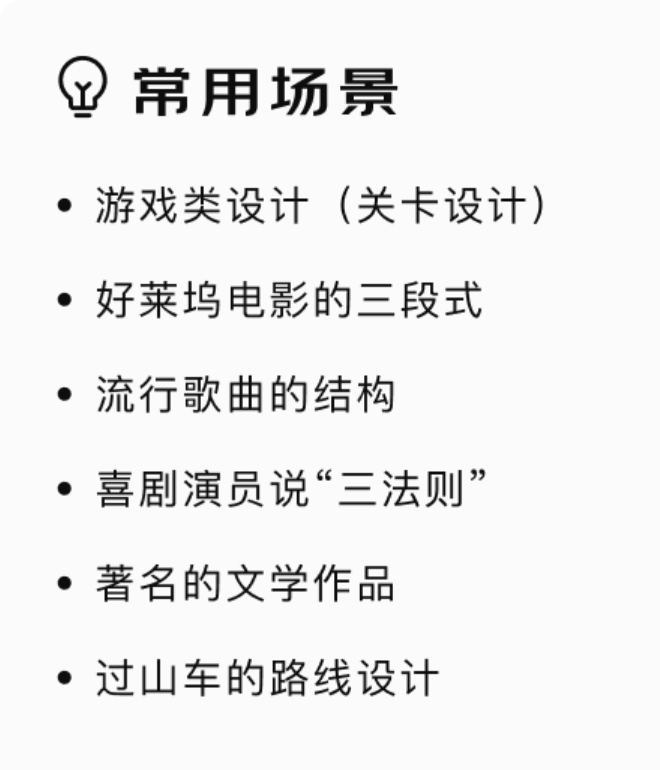 常用场景
• 游戏类设计（关卡设计）
• 好莱坞电影的三段式
• 流行歌曲的结构
• 喜剧演员说“三法则”
• 著名的文学作品
• 过山车的路线设计